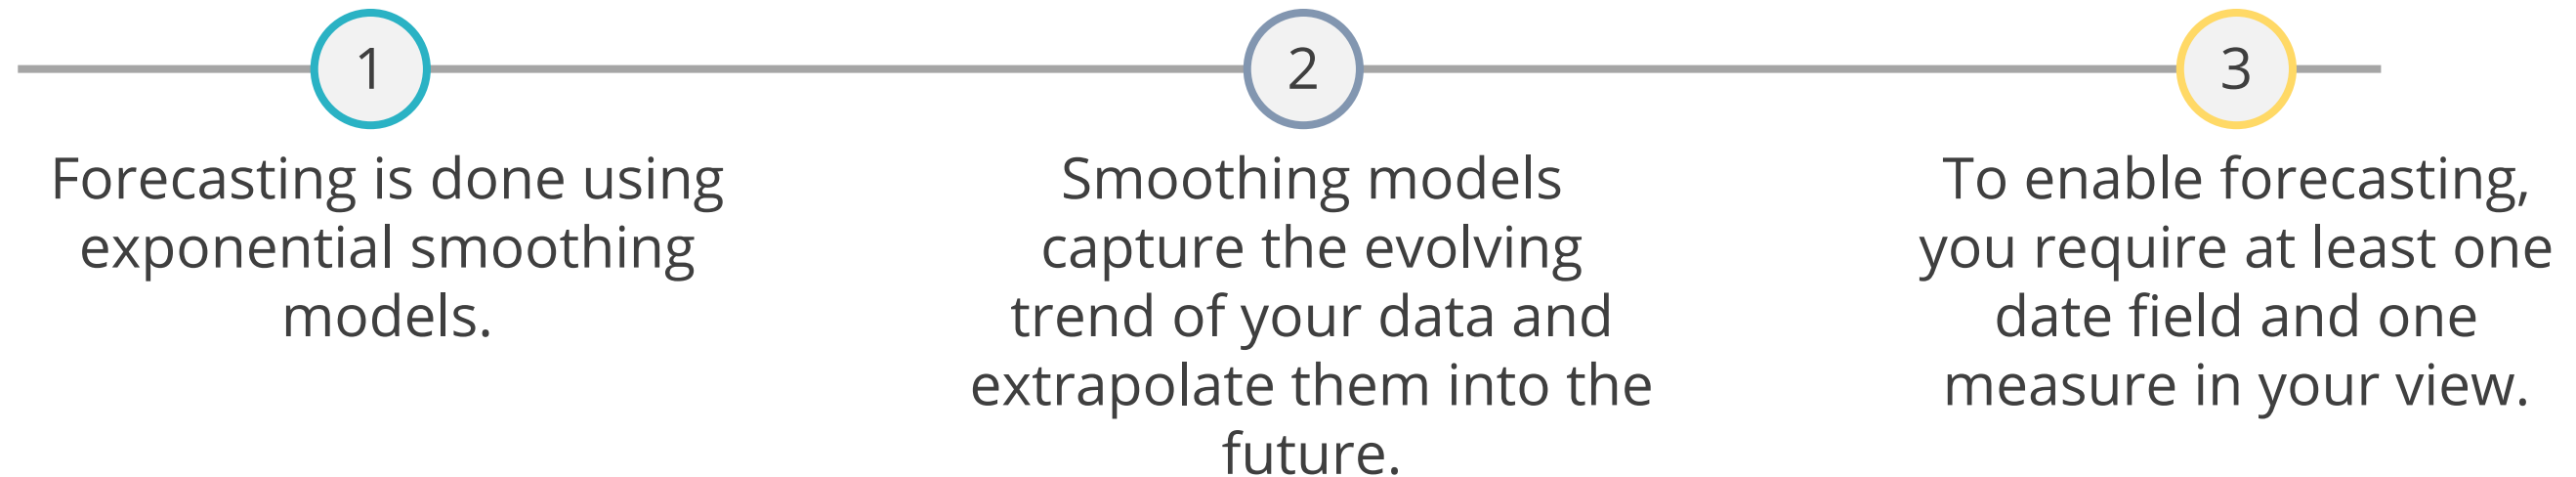 1
Forecasting is done using
exponential smoothing
models.
2
Smoothing models
capture the evolving
trend of your data and
extrapolate them into the
future.
3
To enable forecasting,
you require at least one
date field and one
measure in your view.